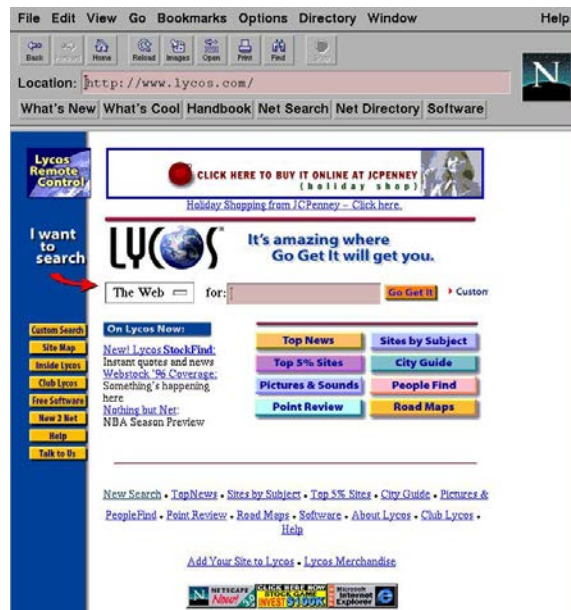 File Edit View Go Bookmarks Options Directory Window Help
Back Home Reload Images Open Print Find
Location: http://www.lycos.com/
What's New What's Cool Handbook Net Search Net Directory Software
N
Lycos
Remote
Control
CLICK HERE TO BUY IT ONLINE AT JCPENNEY
(holiday shop)
Holiday Shopping from JCPenney – Click here.
I want
to
search
LYCOS
It's amazing where
Go Get It will get you.
The Web for: Go Get It Custom
Custom Search
Site Map
Inside Lycos
Club Lycos
Free Software
New 2 Net
Help
Talk to Us
On Lycos Now:
New! Lycos StockFind:
Instant quotes and news
Webstock '96 Coverage:
Something's happening
here
Nothing but Net:
NBA Season Preview
Top News Sites by Subject
Top 5% Sites City Guide
Pictures & Sounds People Find
Point Review Road Maps
New Search • TopNews • Sites by Subject • Top 5% Sites • City Guide • Pictures &
PeopleFind • Point Review • Road Maps • Software • About Lycos • Club Lycos •
Help
Add Your Site to Lycos • Lycos Merchandise
N NETSCAPE Now! 3.0
CLICK HERE NOW
STOCK GAME
INVEST $100K
Microsoft
Internet
Explorer